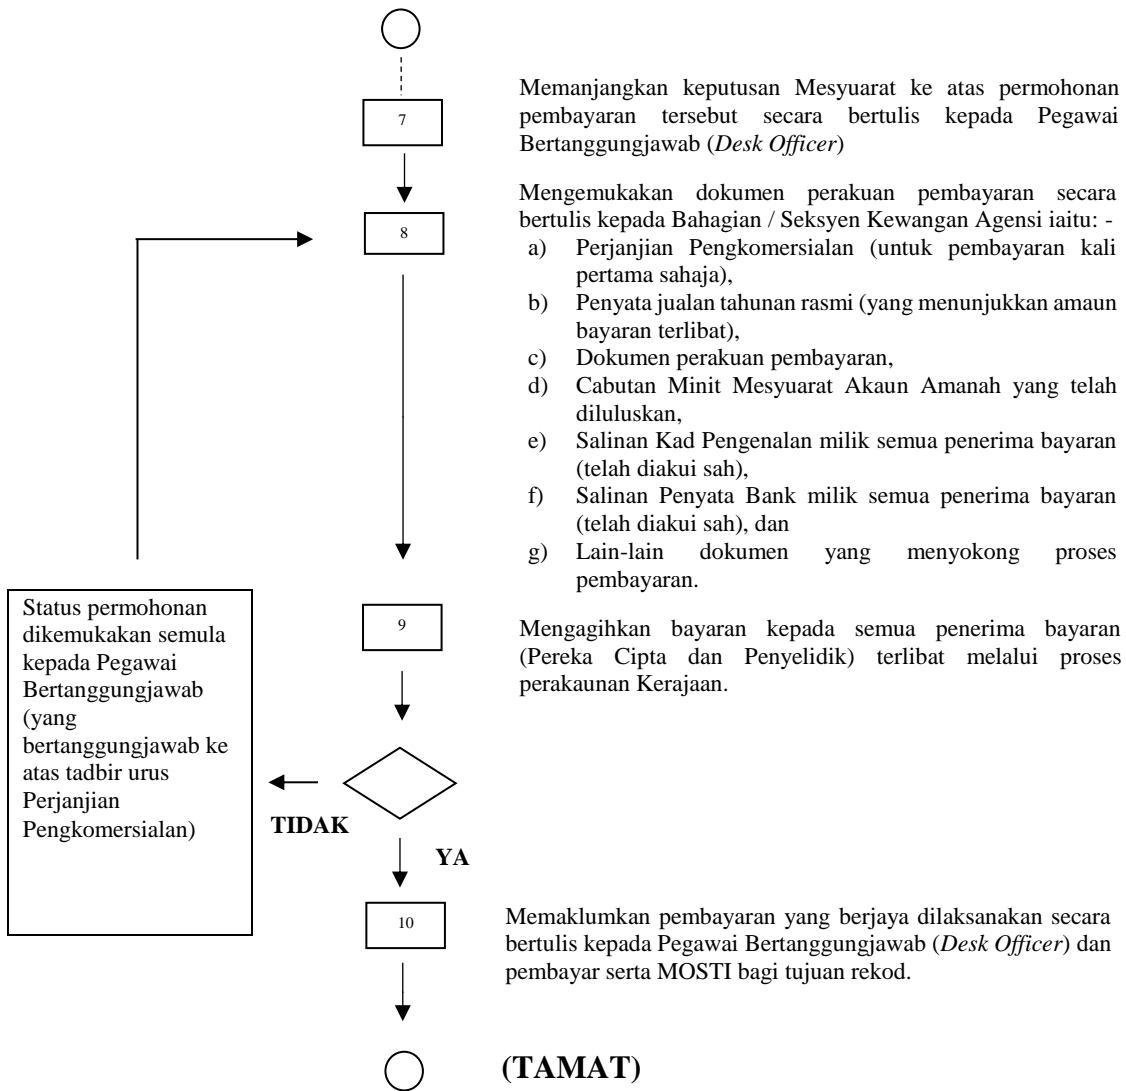 7
Memanjangkan keputusan Mesyuarat ke atas permohonan
pembayaran tersebut secara bertulis kepada Pegawai
Bertanggungjawab (Desk Officer)
8
Mengemukakan dokumen perakuan pembayaran secara
bertulis kepada Bahagian / Seksyen Kewangan Agensi iaitu: -
a) Perjanjian Pengkomersialan (untuk pembayaran kali
pertama sahaja),
b) Penyata jualan tahunan rasmi (yang menunjukkan amaun
bayaran terlibat),
c) Dokumen perakuan pembayaran,
d) Cabutan Minit Mesyuarat Akaun Amanah yang telah
diluluskan,
e) Salinan Kad Pengenalan milik semua penerima bayaran
(telah diakui sah),
f) Salinan Penyata Bank milik semua penerima bayaran
(telah diakui sah), dan
g) Lain-lain dokumen yang menyokong proses
pembayaran.
9
Mengagihkan bayaran kepada semua penerima bayaran
(Pereka Cipta dan Penyelidik) terlibat melalui proses
perakaunan Kerajaan.
Status permohonan
dikemukakan semula
kepada Pegawai
Bertanggungjawab
(yang
bertanggungjawab ke
atas tadbir urus
Perjanjian
Pengkomersialan)
TIDAK
YA
10
Memaklumkan pembayaran yang berjaya dilaksanakan secara
bertulis kepada Pegawai Bertanggungjawab (Desk Officer) dan
pembayar serta MOSTI bagi tujuan rekod.
(TAMAT)